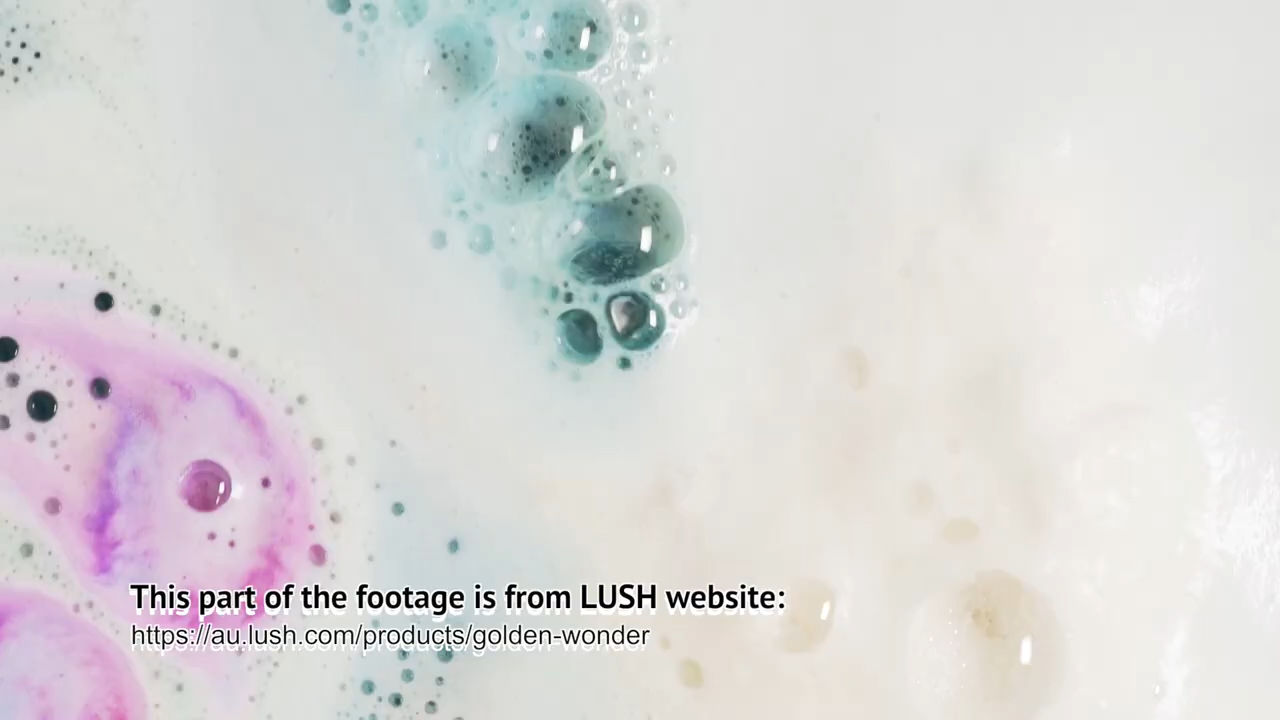 This part of the footage is from LUSH website:
https://au.lush.com/products/golden-wonder